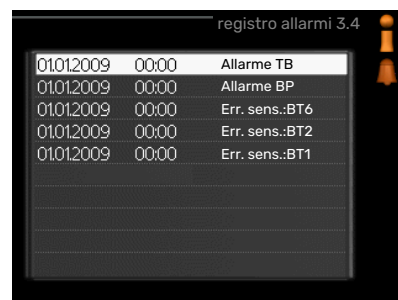 registro allarmi 3.4
01.01.2009 00:00 Allarme TB
01.01.2009 00:00 Allarme BP
01.01.2009 00:00 Err. sens.:BT6
01.01.2009 00:00 Err. sens.:BT2
01.01.2009 00:00 Err. sens.:BT1